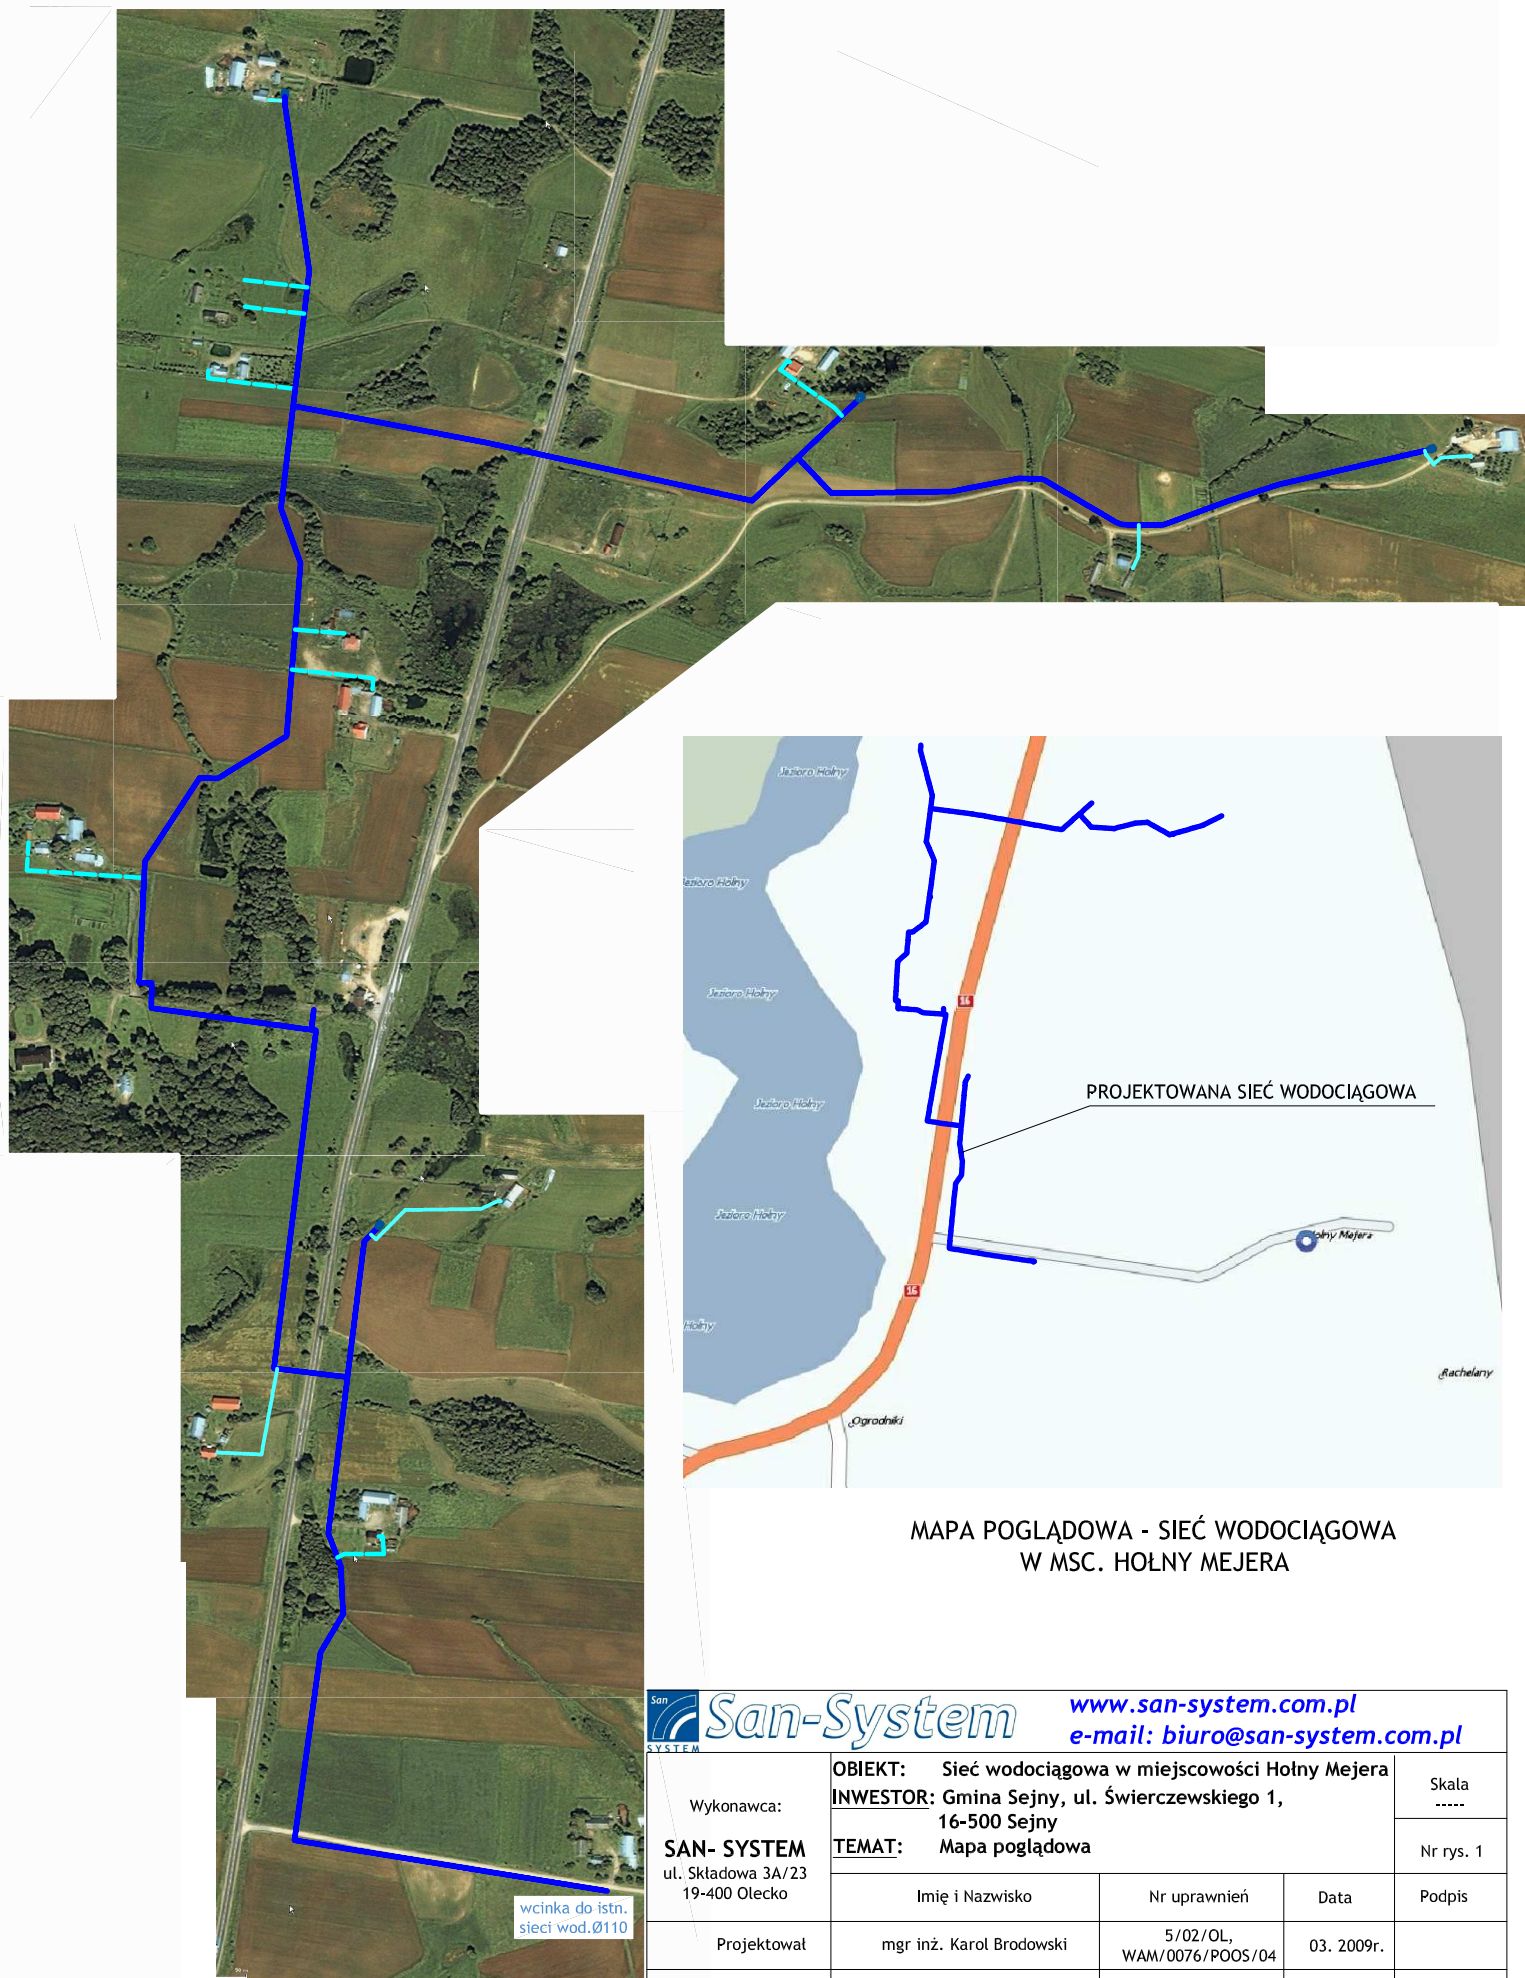 Jezioro Hołny
Jezioro Hołny
Jezioro Hołny
16
PROJEKTOWANA SIEĆ WODOCIĄGOWA
Jezioro Hołny
Jezioro Hołny
Hołny Mejera
16
Hołny
Rachelany
Ogrodniki
MAPA POGLĄDOWA - SIEĆ WODOCIĄGOWA
W MSC. HOŁNY MEJERA
wcinka do istn.
sieci wod.Ø110
San
SYSTEM
San-System
www.san-system.com.pl
e-mail: biuro@san-system.com.pl
Wykonawca:
SAN- SYSTEM
ul. Składowa 3A/23
19-400 Olecko
OBIEKT: Sieć wodociągowa w miejscowości Hołny Mejera
INWESTOR: Gmina Sejny, ul. Świerczewskiego 1,
16-500 Sejny
TEMAT: Mapa poglądowa
Skala
-----
Nr rys. 1
Imię i Nazwisko Nr uprawnień Data Podpis
Projektował mgr inż. Karol Brodowski 5/02/OL, WAM/0076/POOS/04 03. 2009r.